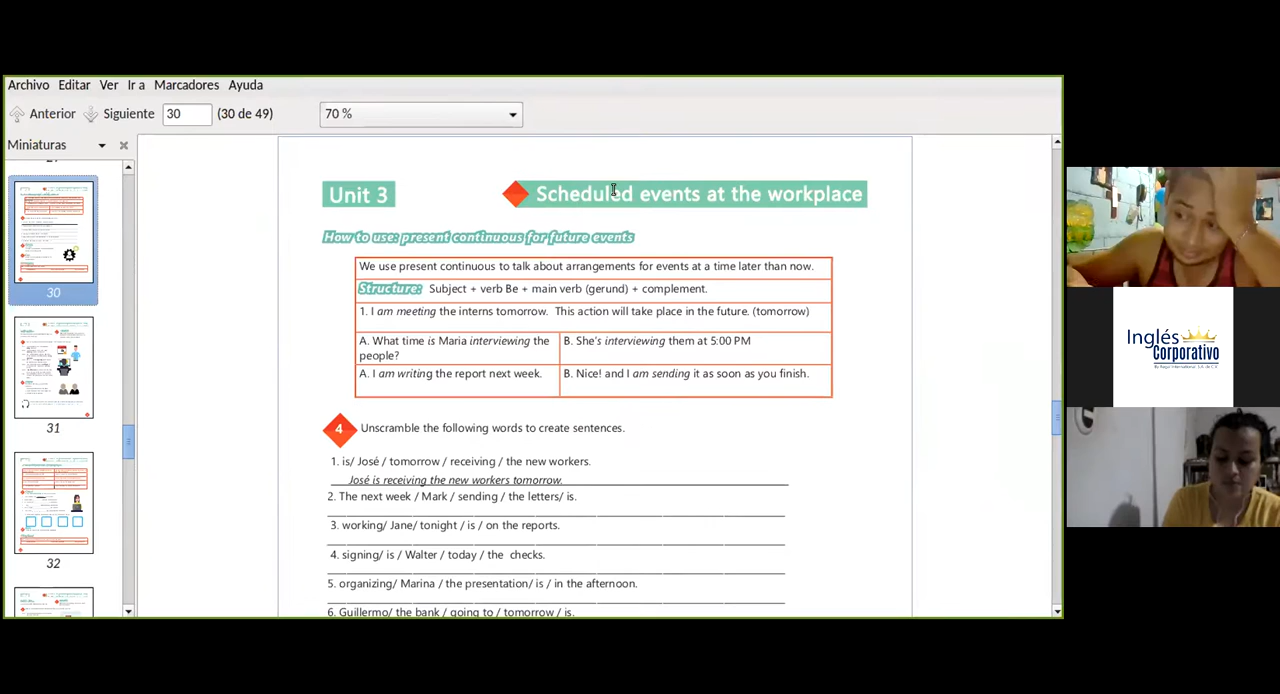 Archivo Editar Ver Ir a Marcadores Ayuda
Anterior Siguiente 30 (30 de 49) 70 %
Miniaturas
30
31
32
Unit 3
Scheduled events at the workplace
How to use present continuous for future events
We use present continuous to talk about arrangements for events at a time later than now.
Structure: Subject + verb Be + main verb (gerund) + complement.
1. I am meeting the interns tomorrow. This action will take place in the future. (tomorrow)
A. What time is Maria interviewing the people?
B. She's interviewing them at 5:00 PM
A. I am writing the report next week.
B. Nice! and I am sending it as soon as you finish.
4 Unscramble the following words to create sentences.
1. is/ José / tomorrow / receiving / the new workers.
José is receiving the new workers tomorrow.
2. The next week / Mark / sending / the letters/ is.
3. working/ Jane/ tonight / is / on the reports.
4. signing/ is / Walter / today / the checks.
5. organizing/ Marina / the presentation/ is / in the afternoon.
6. Guillermo/ the bank / going to / tomorrow / is.
Inglés
Corporativo